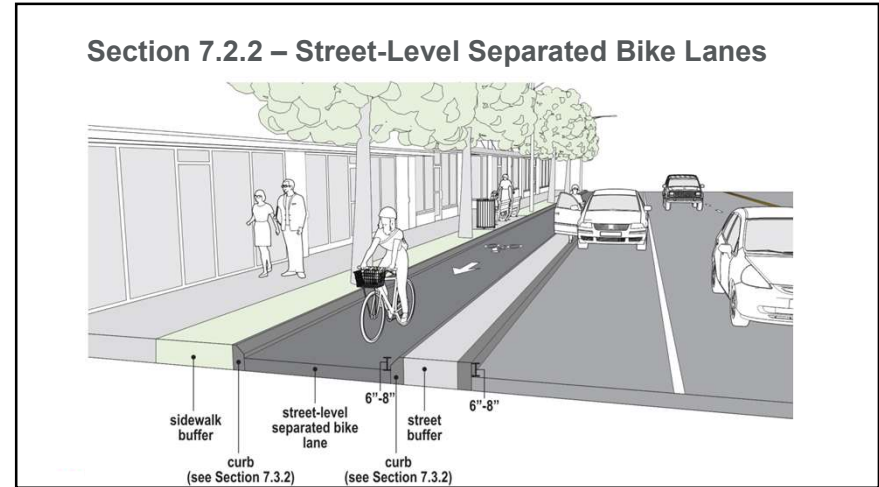 Section 7.2.2 – Street-Level Separated Bike Lanes
sidewalk
buffer
curb
(see Section 7.3.2)
street-level
separated bike
lane
6”-8”
curb
(see Section 7.3.2)
street
buffer
6”-8”